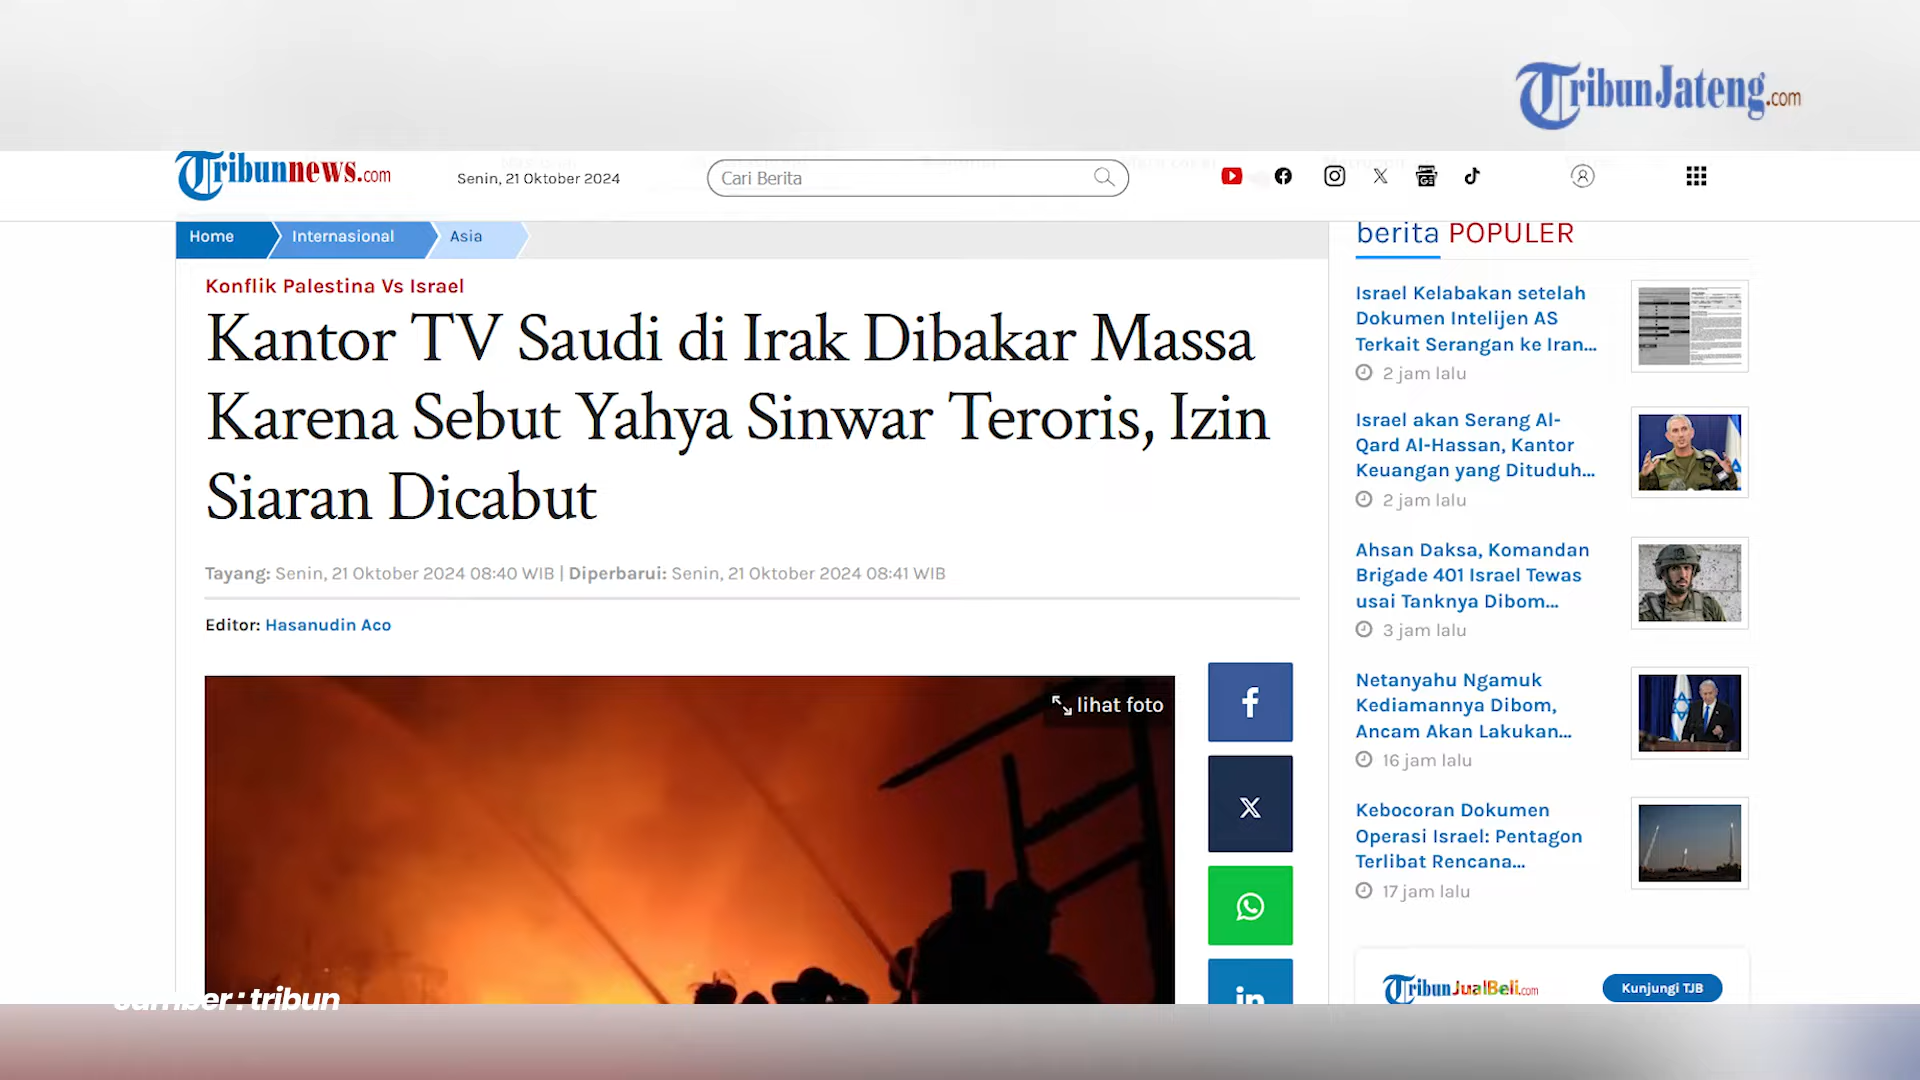 TribunJateng.com
Tribunnews.com
Senin, 21 Oktober 2024
Cari Berita
Home
Internasional
Asia
Konflik Palestina Vs Israel
Kantor TV Saudi di Irak Dibakar Massa
Karena Sebut Yahya Sinwar Teroris, Izin
Siaran Dicabut
Tayang: Senin, 21 Oktober 2024 08:40 WIB | Diperbarui: Senin, 21 Oktober 2024 08:41 WIB
Editor: Hasanudin Aco
lihat foto
f
X
in
berita POPULER
Israel Kelabakan setelah
Dokumen Intelijen AS
Terkait Serangan ke Iran...
2 jam lalu
Israel akan Serang Al-
Qard Al-Hassan, Kantor
Keuangan yang Dituduh...
2 jam lalu
Ahsan Daksa, Komandan
Brigade 401 Israel Tewas
usai Tanknya Dibom...
3 jam lalu
Netanyahu Ngamuk
Kediamannya Dibom,
Ancam Akan Lakukan...
16 jam lalu
Kebocoran Dokumen
Operasi Israel: Pentagon
Terlibat Rencana...
17 jam lalu
TribunJualBeli.com
Kunjungi TJB
sumber : tribun